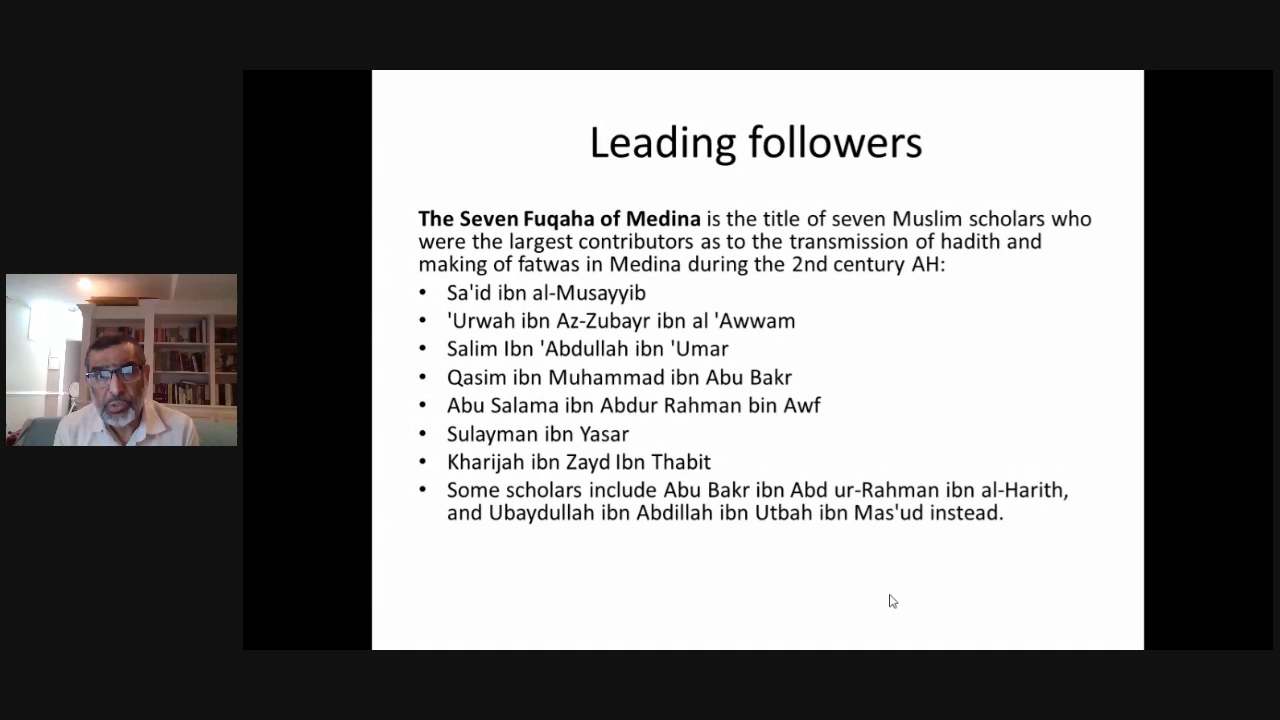 Leading followers
The Seven Fuqaha of Medina is the title of seven Muslim scholars who
were the largest contributors as to the transmission of hadith and
making of fatwas in Medina during the 2nd century AH:
• Sa'id ibn al-Musayyib
• 'Urwah ibn Az-Zubayr ibn al 'Awwam
• Salim Ibn 'Abdullah ibn 'Umar
• Qasim ibn Muhammad ibn Abu Bakr
• Abu Salama ibn Abdur Rahman bin Awf
• Sulayman ibn Yasar
• Kharijah ibn Zayd Ibn Thabit
• Some scholars include Abu Bakr ibn Abd ur-Rahman ibn al-Harith,
and Ubaydullah ibn Abdillah ibn Utbah ibn Mas'ud instead.